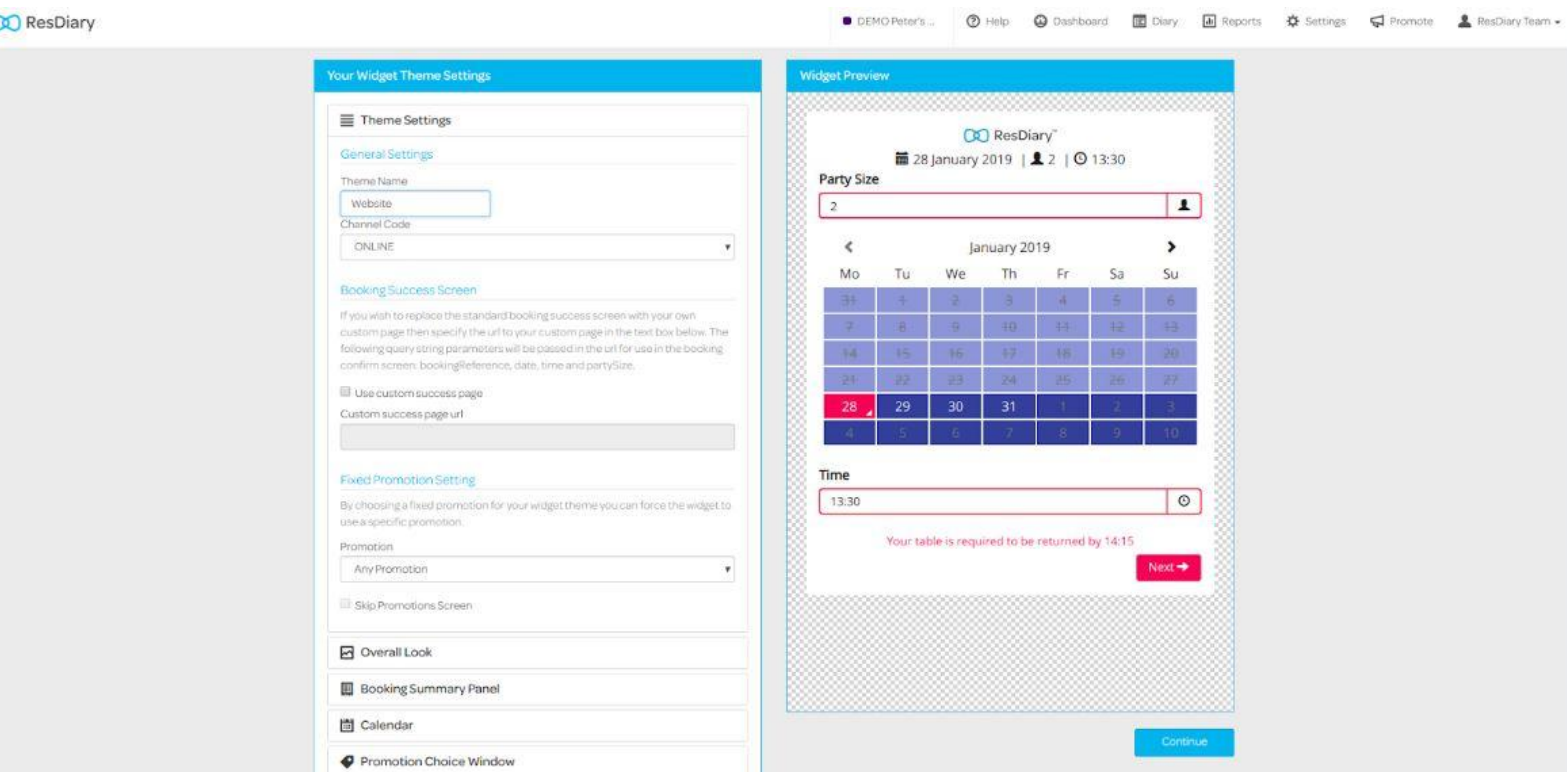 ResDiary
DEMO Peter's ...
Help
Dashboard
Diary
Reports
Settings
Promote
ResDiary Team
Your Widget Theme Settings
Theme Settings
General Settings
Theme Name
Website
Channel Code
ONLINE
Booking Success Screen
If you wish to replace the standard booking success screen with your own
custom page then specify the url to your custom page in the text box below. The
following query string parameters will be passed in the url for use in the booking
confirm screen: bookingReference, date, time and partySize.
Use custom success page
Custom success page url
Fixed Promotion Setting
By choosing a fixed promotion for your widget theme you can force the widget to
use a specific promotion.
Promotion
Any Promotion
Skip Promotions Screen
Overall Look
Booking Summary Panel
Calendar
Promotion Choice Window
Widget Preview
ResDiary™
28 January 2019 | 2 | 13:30
Party Size
2
January 2019
Mo Tu We Th Fr Sa Su
31 1 2 3 4 5 6
7 8 9 10 11 12 13
14 15 16 17 18 19 20
21 22 23 24 25 26 27
28 29 30 31 1 2 3
4 5 6 7 8 9 10
Time
13:30
Your table is required to be returned by 14:15
Next
Continue